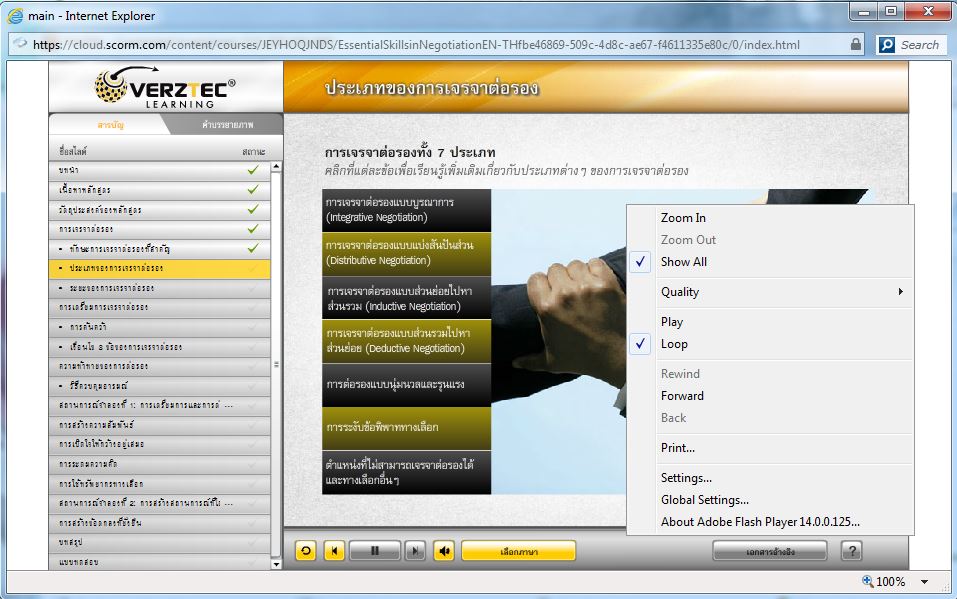 main - Internet Explorer
https://cloud.scorm.com/content/courses/JEYHOQJNDS/EssentialSkillsinNegotiationEN-THfbe46869-509c-4d8c-ae67-f4611335e80c/0/index.html
Search
VERZTEC®
LEARNING
ประเภทของการเจรจาต่อรอง
สารบัญ
คำบรรยายภาพ
ชื่อสไลด์
สถานะ
บทนำ
เนื้อหาหลักสูตร
วัตถุประสงค์ของหลักสูตร
การเจรจาต่อรอง
• ทักษะการเจรจาต่อรองที่สำคัญ
• ประเภทของการเจรจาต่อรอง
• ระยะของการเจรจาต่อรอง
การเตรียมการเจรจาต่อรอง
• การค้นคว้า
• เงื่อนไข 3 ข้อของการเจรจาต่อรอง
ความท้าทายของการต่อรอง
• วิธีควบคุมอารมณ์
สถานการณ์จำลองที่ 1: การเตรียมการและการต่ ...
การสร้างความสัมพันธ์
การเปิดใจให้กว้างอยู่เสมอ
การระดมความคิด
การใช้ทรัพยากรทางเลือก
สถานการณ์จำลองที่ 2: การสร้างสถานการณ์ที่ไ ...
การสร้างข้อตกลงที่ยั่งยืน
บทสรุป
แบบทดสอบ
การเจรจาต่อรองทั้ง 7 ประเภท
คลิกที่แต่ละข้อเพื่อเรียนรู้เพิ่มเติมเกี่ยวกับประเภทต่างๆ ของการเจรจาต่อรอง
การเจรจาต่อรองแบบบูรณาการ
(Integrative Negotiation)
การเจรจาต่อรองแบบแบ่งสันปันส่วน
(Distributive Negotiation)
การเจรจาต่อรองแบบส่วนย่อยไปหา
ส่วนรวม (Inductive Negotiation)
การเจรจาต่อรองแบบส่วนรวมไปหา
ส่วนย่อย (Deductive Negotiation)
การต่อรองแบบนุ่มนวลและรุนแรง
การระงับข้อพิพาททางเลือก
ตำแหน่งที่ไม่สามารถเจรจาต่อรองได้
และทางเลือกอื่นๆ
Zoom In
Zoom Out
Show All
Quality
Play
Loop
Rewind
Forward
Back
Print...
Settings...
Global Settings...
About Adobe Flash Player 14.0.0.125...
เลือกภาษา
เอกสารอ้างอิง
?
100%